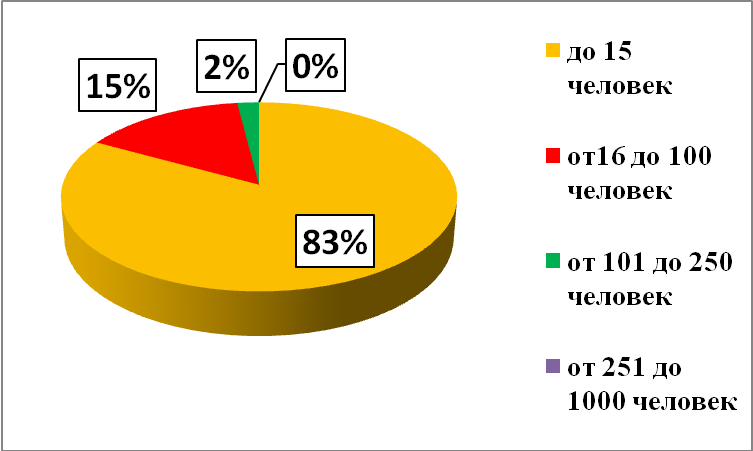 15%
2%
0%
83%
до 15
человек
от16 до 100
человек
от 101 до 250
человек
от 251 до
1000 человек